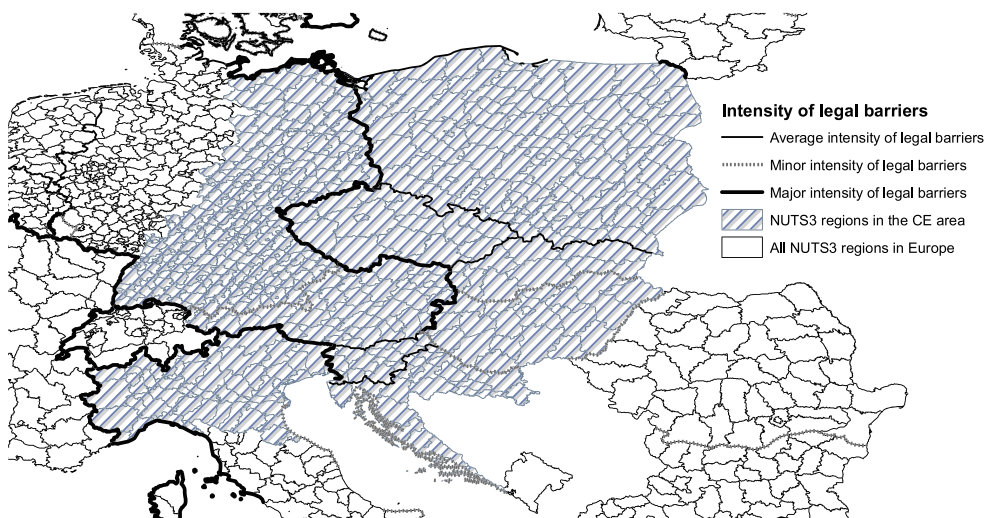 Intensity of legal barriers
Average intensity of legal barriers
Minor intensity of legal barriers
Major intensity of legal barriers
NUTS3 regions in the CE area
All NUTS3 regions in Europe